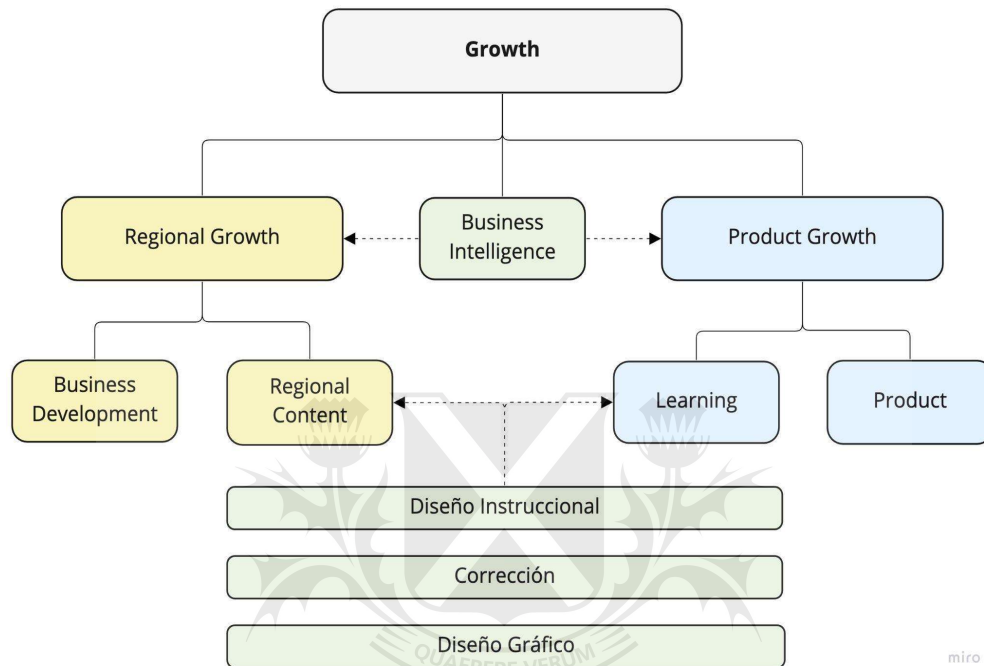 Growth
Regional Growth
Business
Intelligence
Product Growth
Business
Development
Regional
Content
Learning
Product
Diseño Instruccional
Corrección
Diseño Gráfico
QUAERERE VERUM
miro